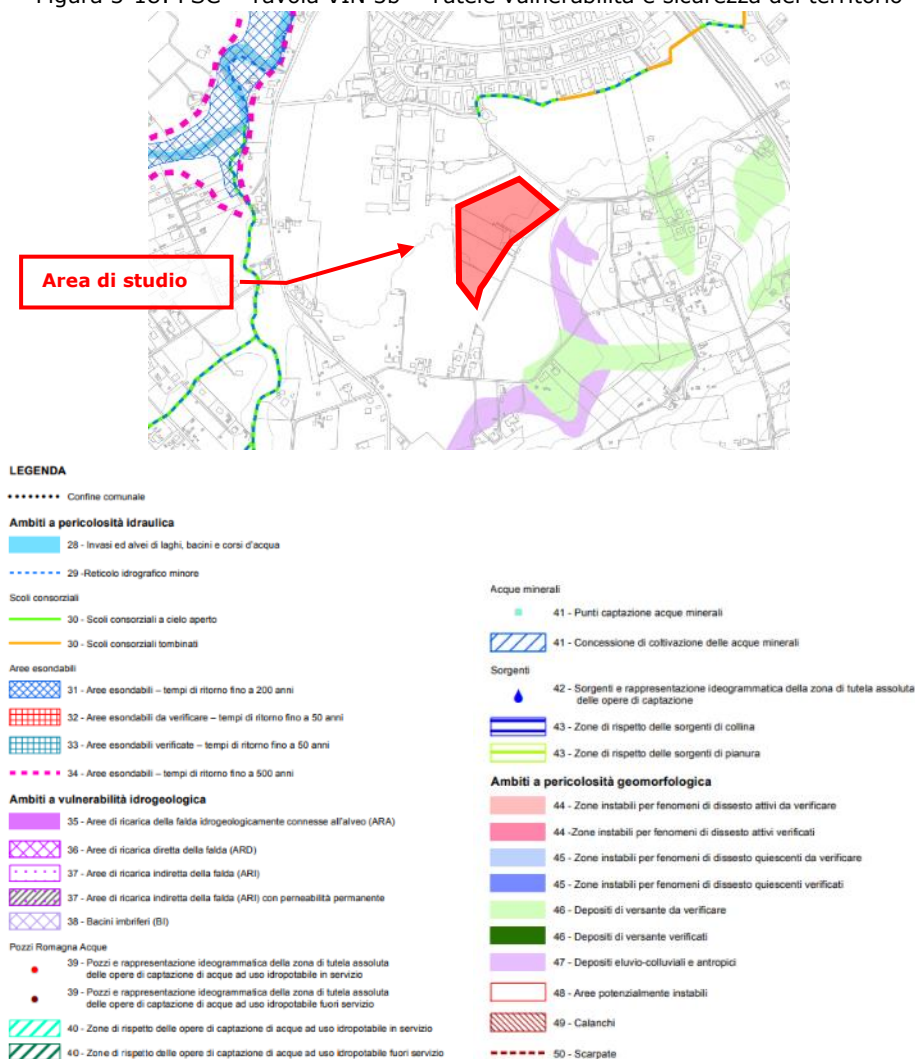 Figura 3-16. PSC – Tavola VIN 3b – Tutele vulnerabilità e sicurezza del territorio
Area di studio
LEGENDA
Confine comunale
Ambiti a pericolosità idraulica
28 - Invasi ed alvei di laghi, bacini e corsi d'acqua
29 -Reticolo idrografico minore
Scoli consorziali
30 - Scoli consorziali a cielo aperto
30 - Scoli consorziali tombinati
Aree esondabili
31 - Aree esondabili – tempi di ritorno fino a 200 anni
32 - Aree esondabili da verificare – tempi di ritorno fino a 50 anni
33 - Aree esondabili verificate – tempi di ritorno fino a 50 anni
34 - Aree esondabili – tempi di ritorno fino a 500 anni
Ambiti a vulnerabilità idrogeologica
35 - Aree di ricarica della falda idrogeologicamente connesse all'alveo (ARA)
36 - Aree di ricarica diretta della falda (ARD)
37 - Aree di ricarica indiretta della falda (ARI)
37 - Aree di ricarica indiretta della falda (ARI) con permeabilità permanente
38 - Bacini imbriferi (BI)
Pozzi Romagna Acque
39 - Pozzi e rappresentazione ideogrammatica della zona di tutela assoluta
delle opere di captazione di acque ad uso idropotabile in servizio
39 - Pozzi e rappresentazione ideogrammatica della zona di tutela assoluta
delle opere di captazione di acque ad uso idropotabile fuori servizio
40 - Zone di rispetto delle opere di captazione di acque ad uso idropotabile in servizio
40 - Zone di rispetto delle opere di captazione di acque ad uso idropotabile fuori servizio
Acque minerali
41 - Punti captazione acque minerali
41 - Concessione di coltivazione delle acque minerali
Sorgenti
42 - Sorgenti e rappresentazione ideogrammatica della zona di tutela assoluta
delle opere di captazione
43 - Zone di rispetto delle sorgenti di collina
43 - Zone di rispetto delle sorgenti di pianura
Ambiti a pericolosità geomorfologica
44 - Zone instabili per fenomeni di dissesto attivi da verificare
44 -Zone instabili per fenomeni di dissesto attivi verificati
45 - Zone instabili per fenomeni di dissesto quiescenti da verificare
45 - Zone instabili per fenomeni di dissesto quiescenti verificati
46 - Depositi di versante da verificare
46 - Depositi di versante verificati
47 - Depositi eluvio-colluviali e antropici
48 - Aree potenzialmente instabili
49 - Calanchi
50 - Scarpate